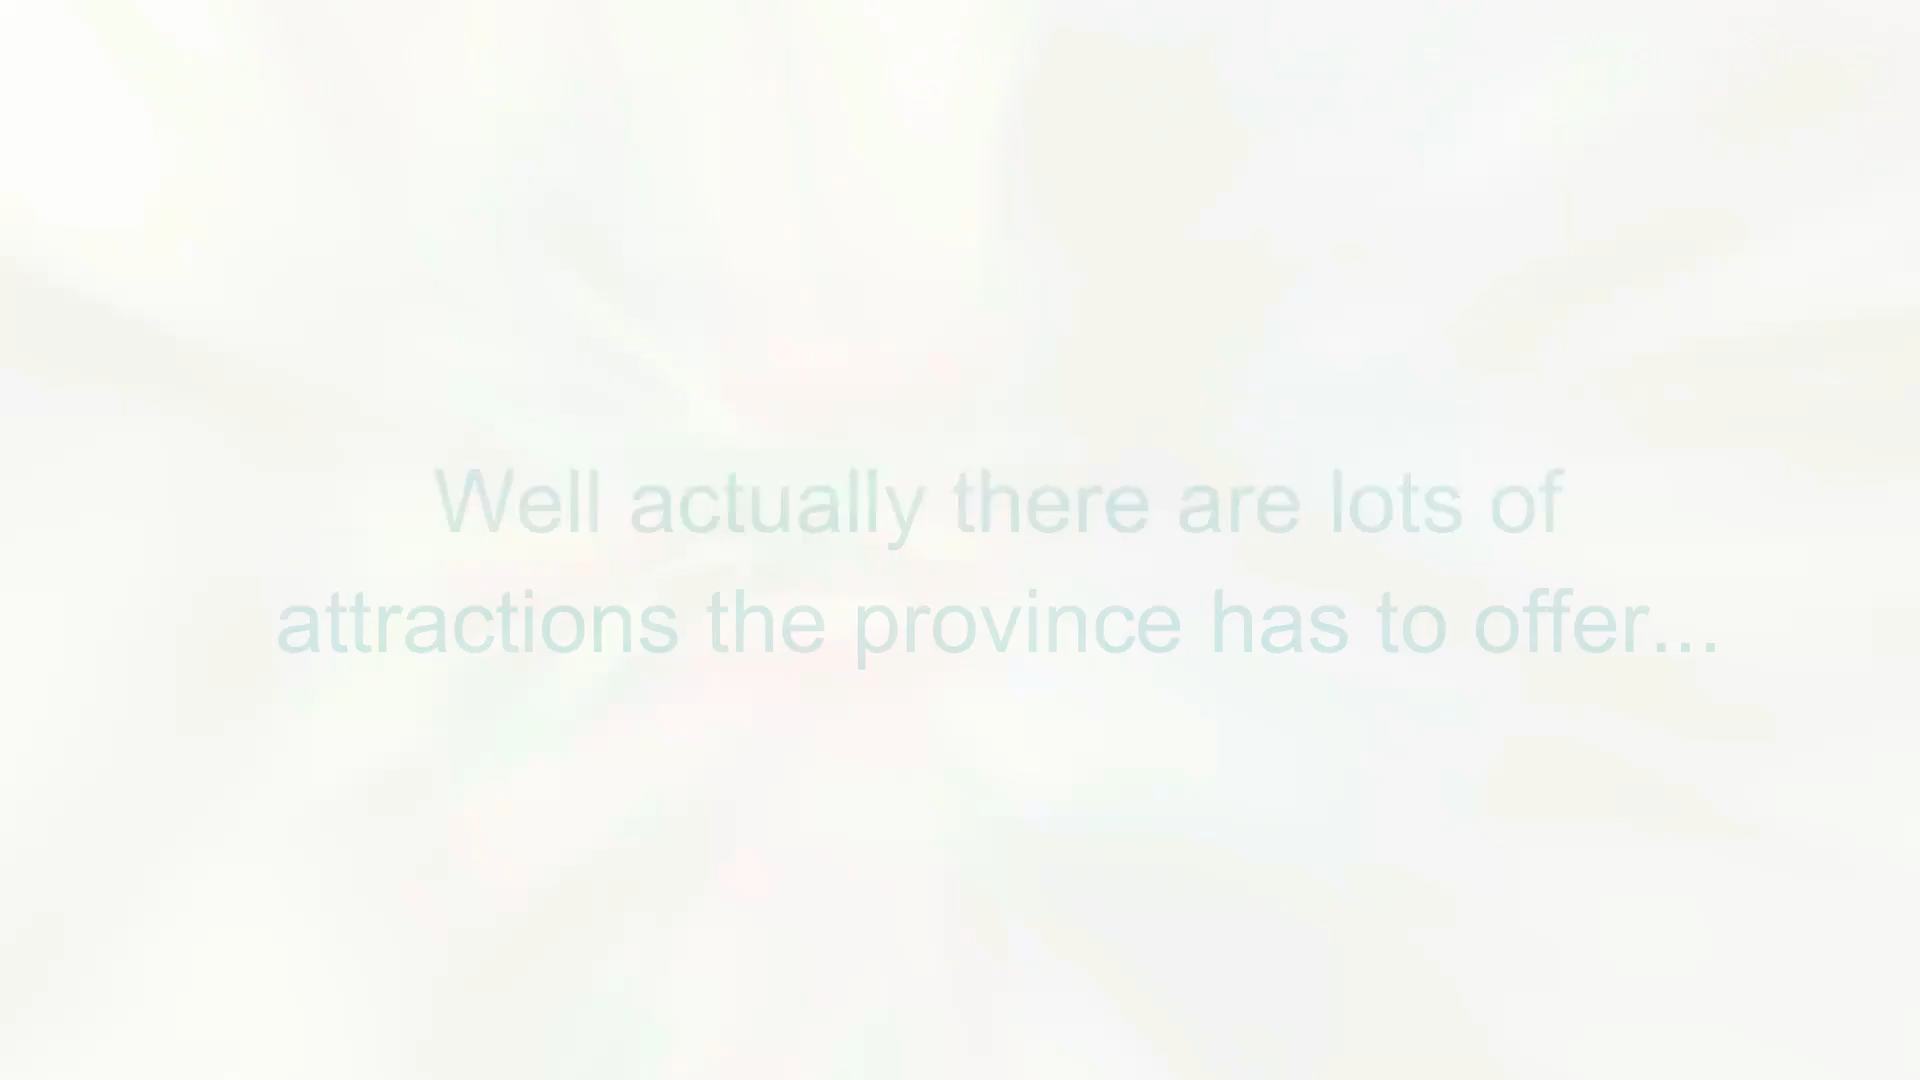 Well actually there are lots of
attractions the province has to offer...